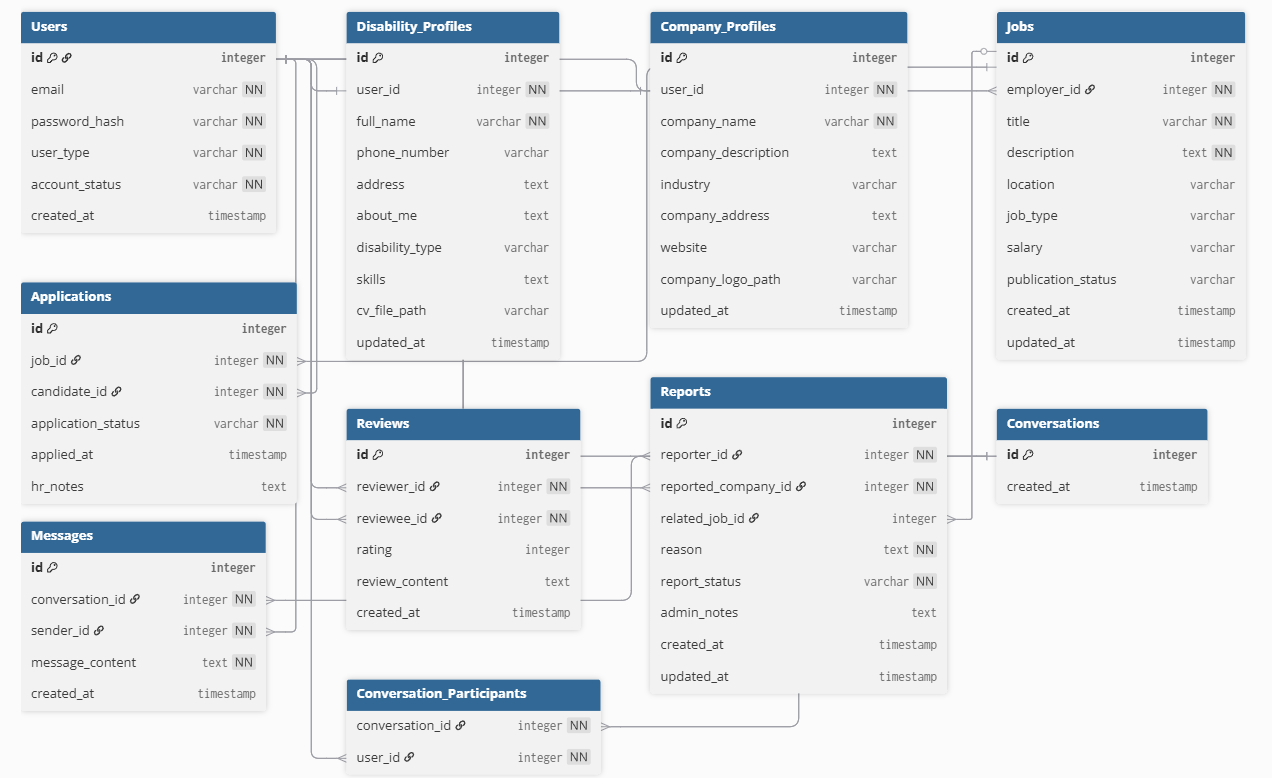 Users
id integer
email varchar NN
password_hash varchar NN
user_type varchar NN
account_status varchar NN
created_at timestamp
Disability_Profiles
id integer
user_id integer NN
full_name varchar NN
phone_number varchar
address text
about_me text
disability_type varchar
skills text
cv_file_path varchar
updated_at timestamp
Company_Profiles
id integer
user_id integer NN
company_name varchar NN
company_description text
industry varchar
company_address text
website varchar
company_logo_path varchar
updated_at timestamp
Jobs
id integer
employer_id integer NN
title varchar NN
description text NN
location varchar
job_type varchar
salary varchar
publication_status varchar
created_at timestamp
updated_at timestamp
Applications
id integer
job_id integer NN
candidate_id integer NN
application_status varchar NN
applied_at timestamp
hr_notes text
Reviews
id integer
reviewer_id integer NN
reviewee_id integer NN
rating integer
review_content text
created_at timestamp
Reports
id integer
reporter_id integer NN
reported_company_id integer NN
related_job_id integer
reason text NN
report_status varchar NN
admin_notes text
created_at timestamp
updated_at timestamp
Conversations
id integer
created_at timestamp
Messages
id integer
conversation_id integer NN
sender_id integer NN
message_content text NN
created_at timestamp
Conversation_Participants
conversation_id integer NN
user_id integer NN